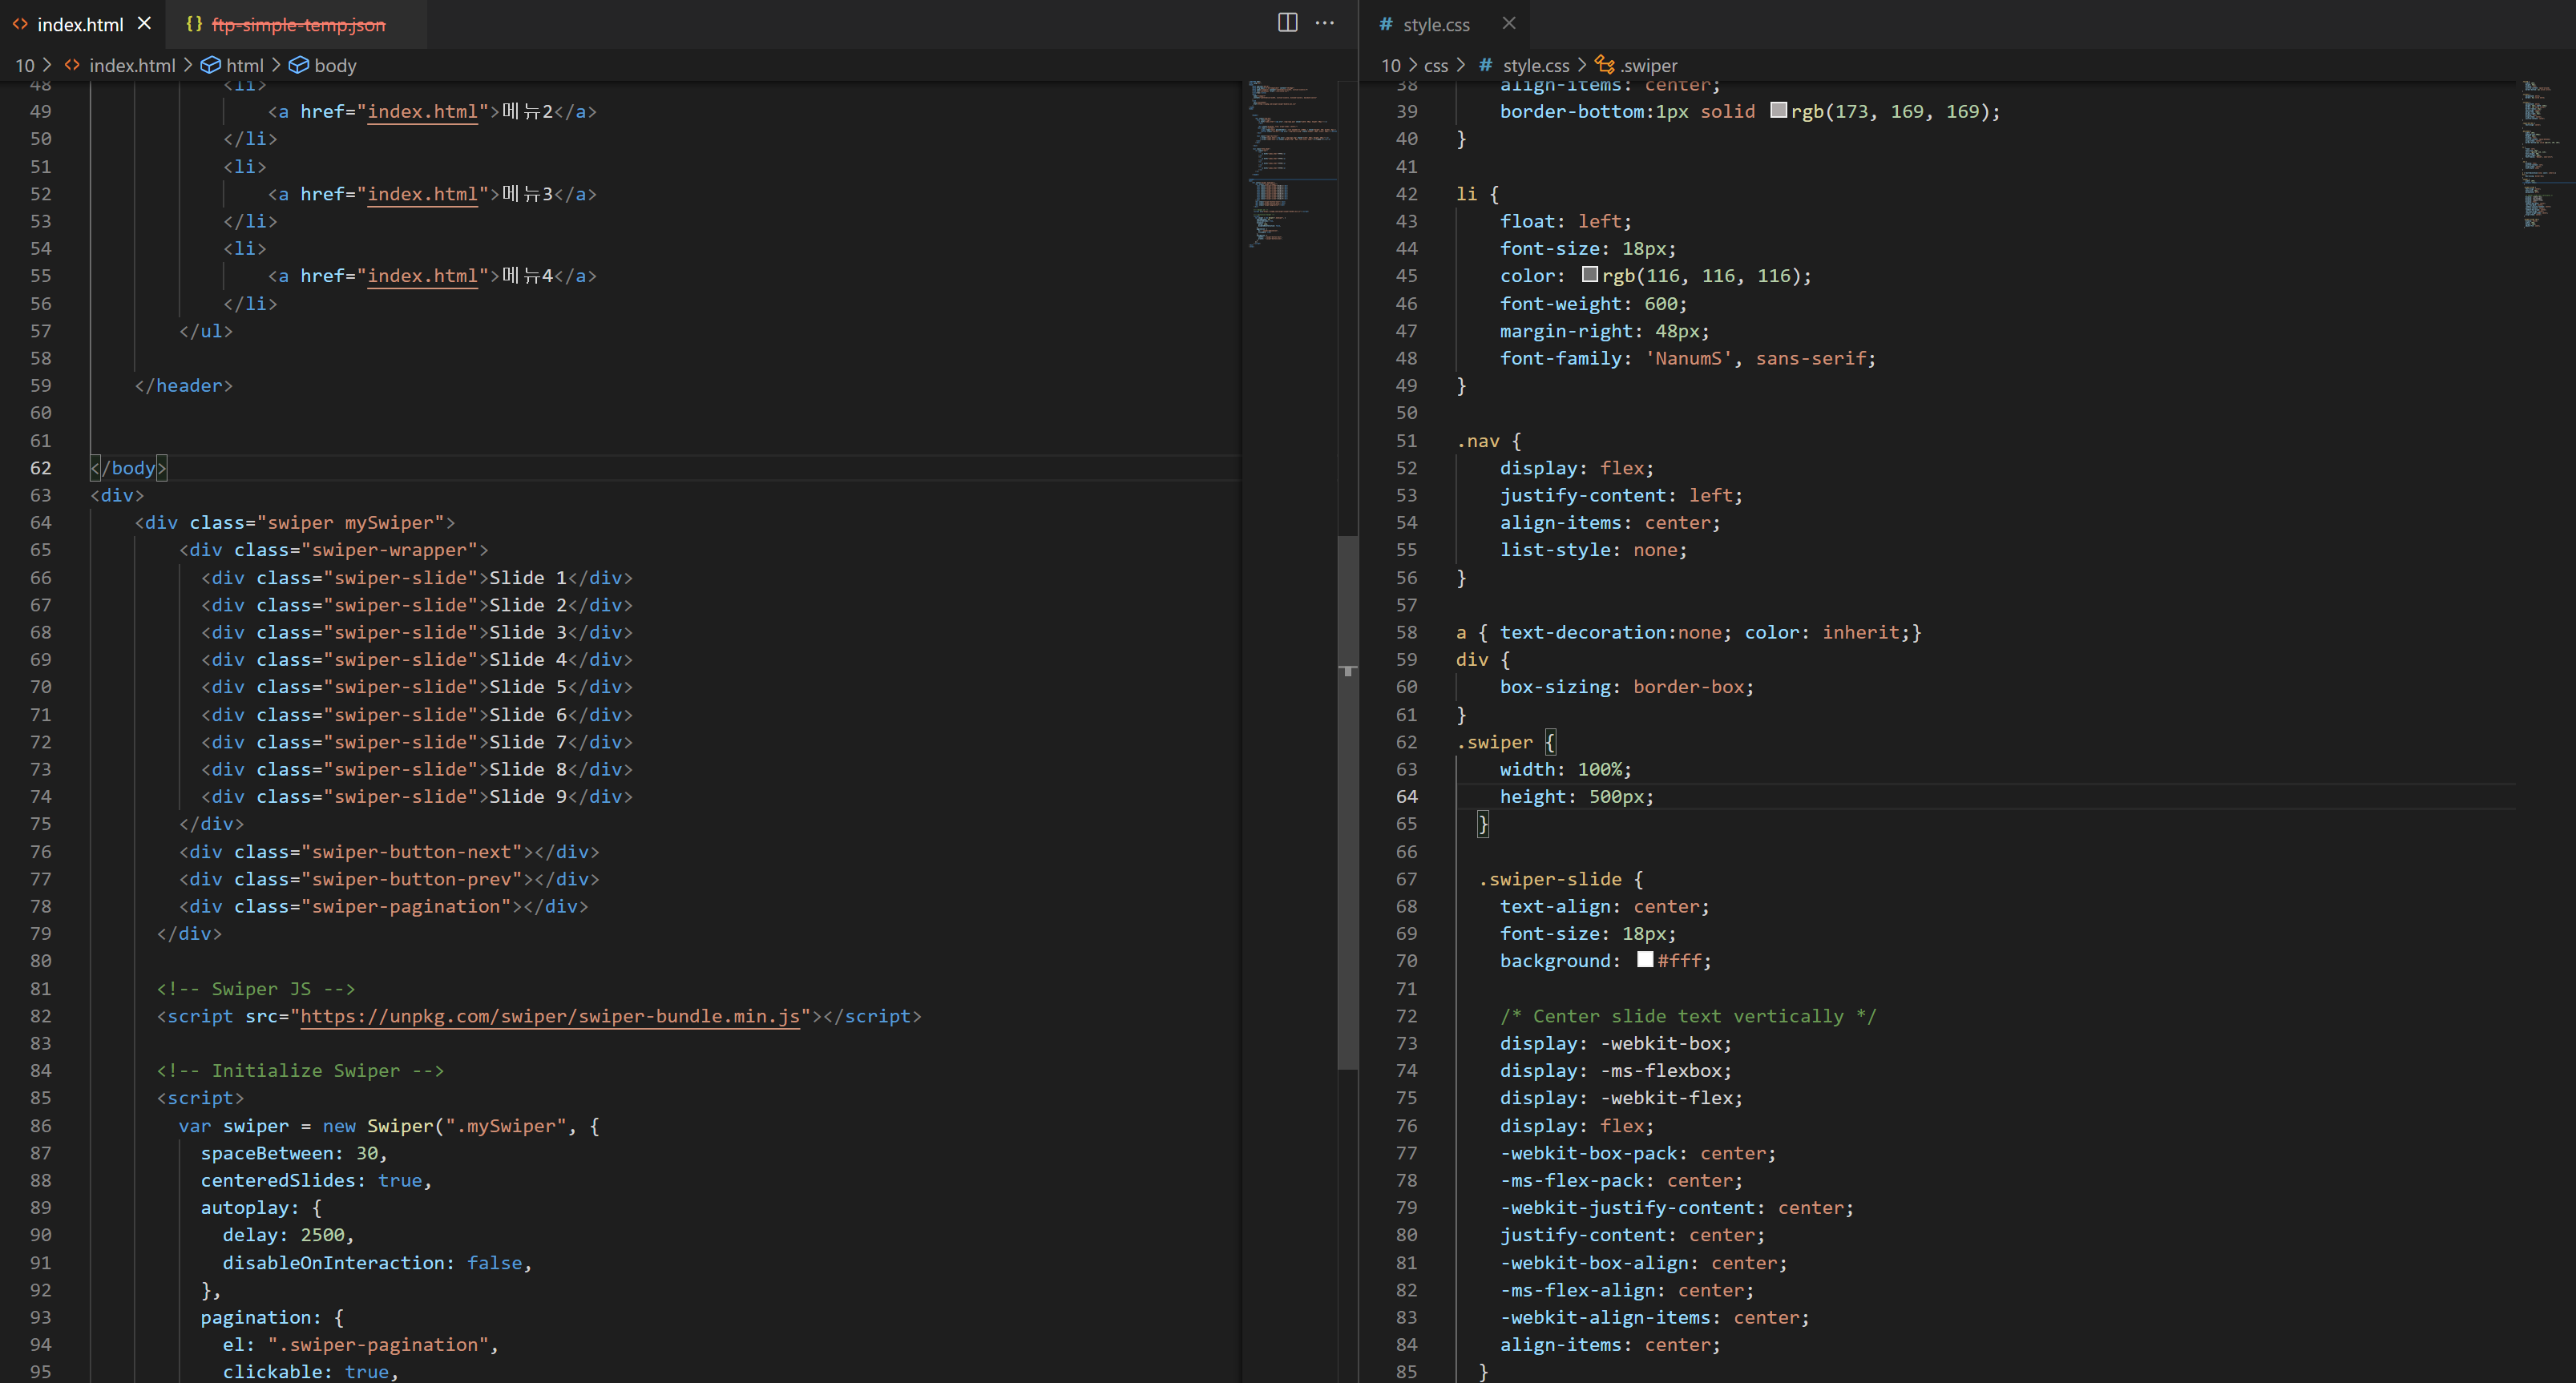 index.html
ftp-simple-temp.json
10 > index.html > html > body
48 <li>
49 <a href="index.html">메뉴2</a>
50 </li>
51 <li>
52 <a href="index.html">메뉴3</a>
53 </li>
54 <li>
55 <a href="index.html">메뉴4</a>
56 </li>
57 </ul>
58
59 </header>
60
61
62 </body>
63 <div>
64 <div class="swiper mySwiper">
65 <div class="swiper-wrapper">
66 <div class="swiper-slide">Slide 1</div>
67 <div class="swiper-slide">Slide 2</div>
68 <div class="swiper-slide">Slide 3</div>
69 <div class="swiper-slide">Slide 4</div>
70 <div class="swiper-slide">Slide 5</div>
71 <div class="swiper-slide">Slide 6</div>
72 <div class="swiper-slide">Slide 7</div>
73 <div class="swiper-slide">Slide 8</div>
74 <div class="swiper-slide">Slide 9</div>
75 </div>
76 <div class="swiper-button-next"></div>
77 <div class="swiper-button-prev"></div>
78 <div class="swiper-pagination"></div>
79 </div>
80
81 <!-- Swiper JS -->
82 <script src="https://unpkg.com/swiper/swiper-bundle.min.js"></script>
83
84 <!-- Initialize Swiper -->
85 <script>
86 var swiper = new Swiper(".mySwiper", {
87 spaceBetween: 30,
88 centeredSlides: true,
89 autoplay: {
90 delay: 2500,
91 disableOnInteraction: false,
92 },
93 pagination: {
94 el: ".swiper-pagination",
95 clickable: true,
# style.css
10 > css > # style.css > .swiper
38 align-items: center;
39 border-bottom:1px solid rgb(173, 169, 169);
40 }
41
42 li {
43 float: left;
44 font-size: 18px;
45 color: rgb(116, 116, 116);
46 font-weight: 600;
47 margin-right: 48px;
48 font-family: 'NanumS', sans-serif;
49 }
50
51 .nav {
52 display: flex;
53 justify-content: left;
54 align-items: center;
55 list-style: none;
56 }
57
58 a { text-decoration:none; color: inherit;}
59 div {
60 box-sizing: border-box;
61 }
62 .swiper {
63 width: 100%;
64 height: 500px;
65 }
66
67 .swiper-slide {
68 text-align: center;
69 font-size: 18px;
70 background: #fff;
71
72 /* Center slide text vertically */
73 display: -webkit-box;
74 display: -ms-flexbox;
75 display: -webkit-flex;
76 display: flex;
77 -webkit-box-pack: center;
78 -ms-flex-pack: center;
79 -webkit-justify-content: center;
80 justify-content: center;
81 -webkit-box-align: center;
82 -ms-flex-align: center;
83 -webkit-align-items: center;
84 align-items: center;
85 }